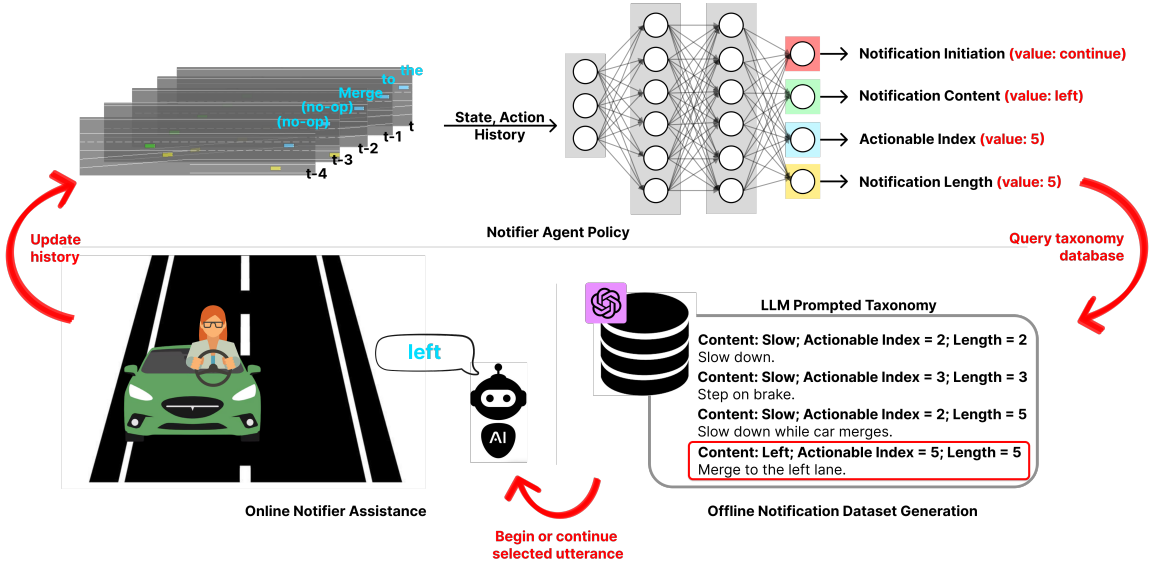 the
to
Merge
(no-op)
(no-op)
t
t-1
t-2
t-3
t-4
State, Action
History
Notification Initiation (value: continue)
Notification Content (value: left)
Actionable Index (value: 5)
Notification Length (value: 5)
Notifier Agent Policy
Update
history
Query taxonomy
database
left
AI
Online Notifier Assistance
LLM Prompted Taxonomy
Content: Slow; Actionable Index = 2; Length = 2
Slow down.
Content: Slow; Actionable Index = 3; Length = 3
Step on brake.
Content: Slow; Actionable Index = 2; Length = 5
Slow down while car merges.
Content: Left; Actionable Index = 5; Length = 5
Merge to the left lane.
Offline Notification Dataset Generation
Begin or continue
selected utterance